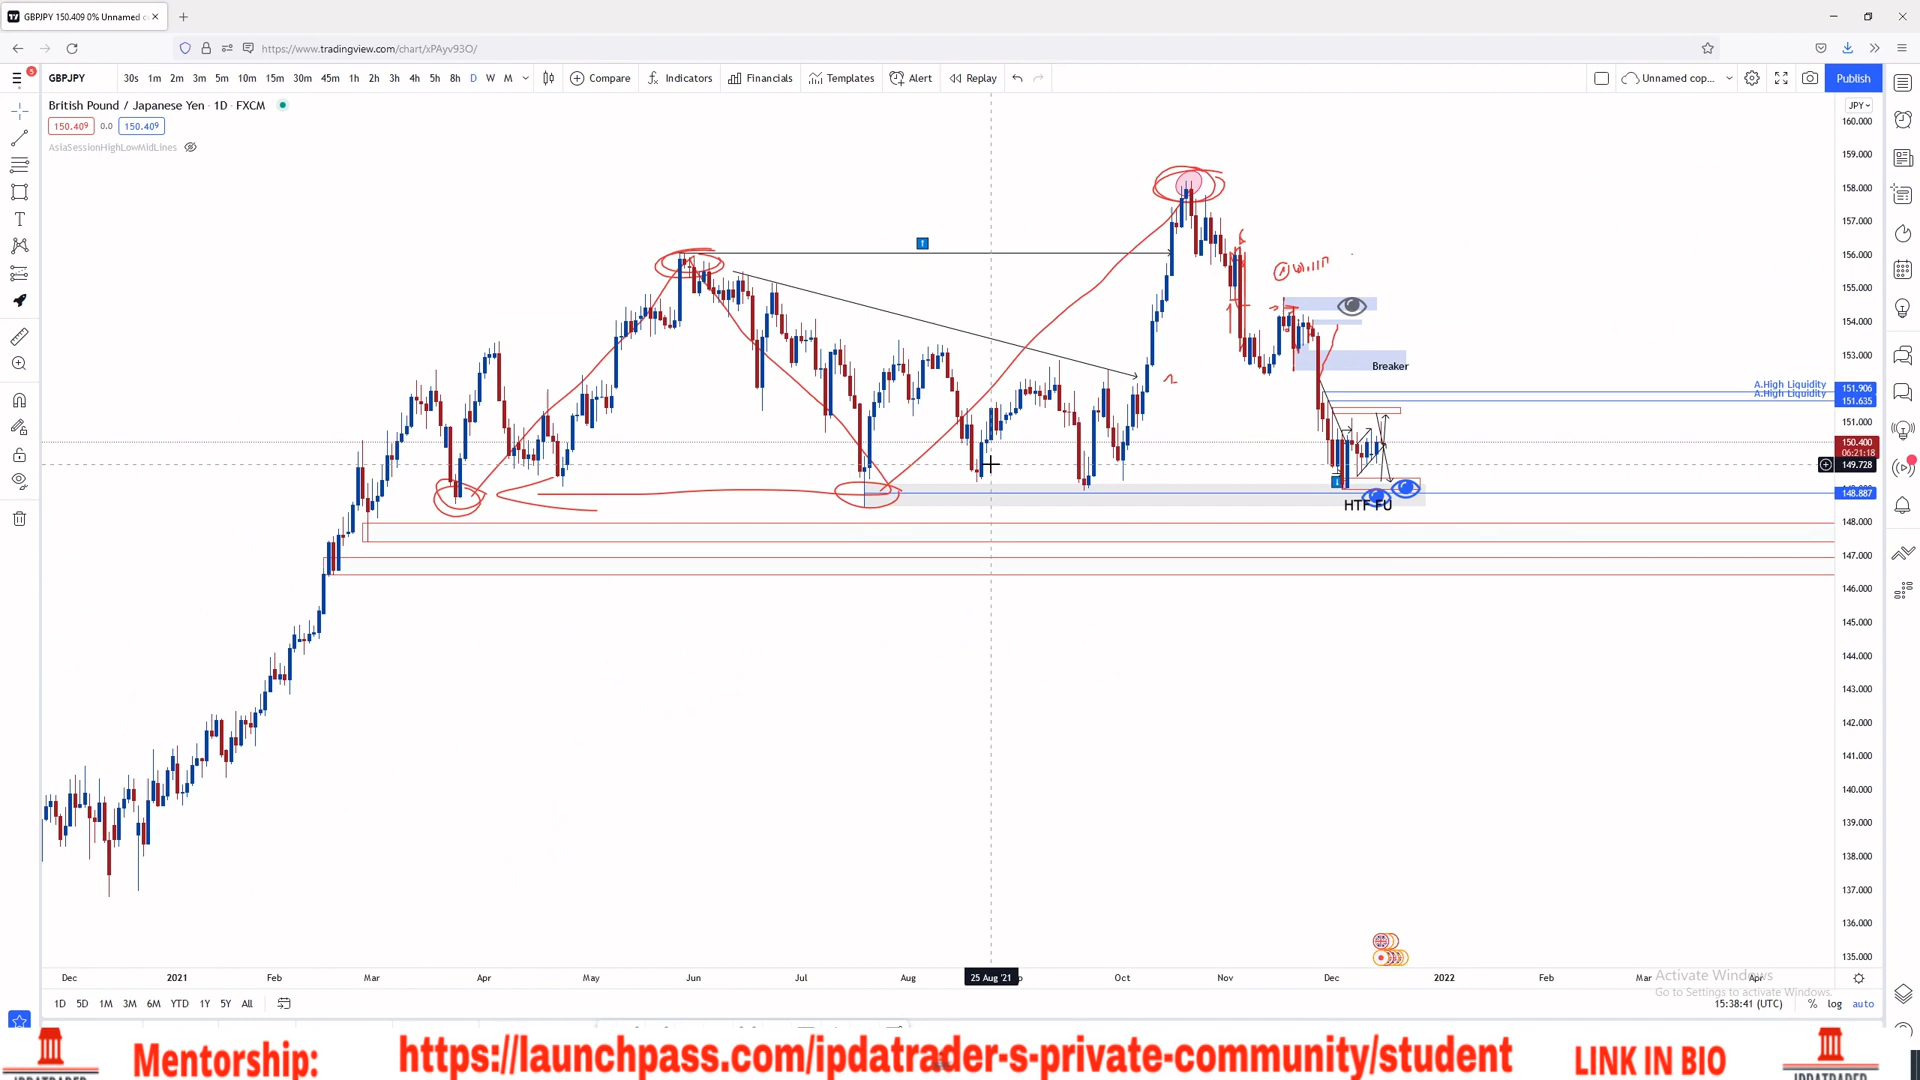 GBPJPY 150.409 0% Unnamed c
https://www.tradingview.com/chart/xPAyv93O/
5
GBPJPY 30s 1m 2m 3m 5m 10m 15m 30m 45m 1h 2h 3h 4h 5h 8h D W M Compare Indicators Financials Templates Alert Replay Unnamed cop... Publish
British Pound / Japanese Yen · 1D · FXCM
JPY
150.409 0.0 150.409
AsiaSessionHighLowMidLines
160.000
159.000
158.000
157.000
156.000
155.000
154.000
153.000
Breaker
A.High Liquidity 151.906
A.High Liquidity 151.635
151.000
150.400
06:21:18
149.728
148.887
HTF FU
148.000
147.000
146.000
145.000
144.000
143.000
142.000
141.000
140.000
139.000
138.000
137.000
136.000
135.000
Dec 2021 Feb Mar Apr May Jun Jul Aug 25 Aug '21 Oct Nov Dec 2022 Feb Mar Apr
Activate Windows
Go to Settings to activate Windows.
1D 5D 1M 3M 6M YTD 1Y 5Y All 15:38:41 (UTC) % log auto
Mentorship: https://launchpass.com/ipdatrader-s-private-community/student LINK IN BIO